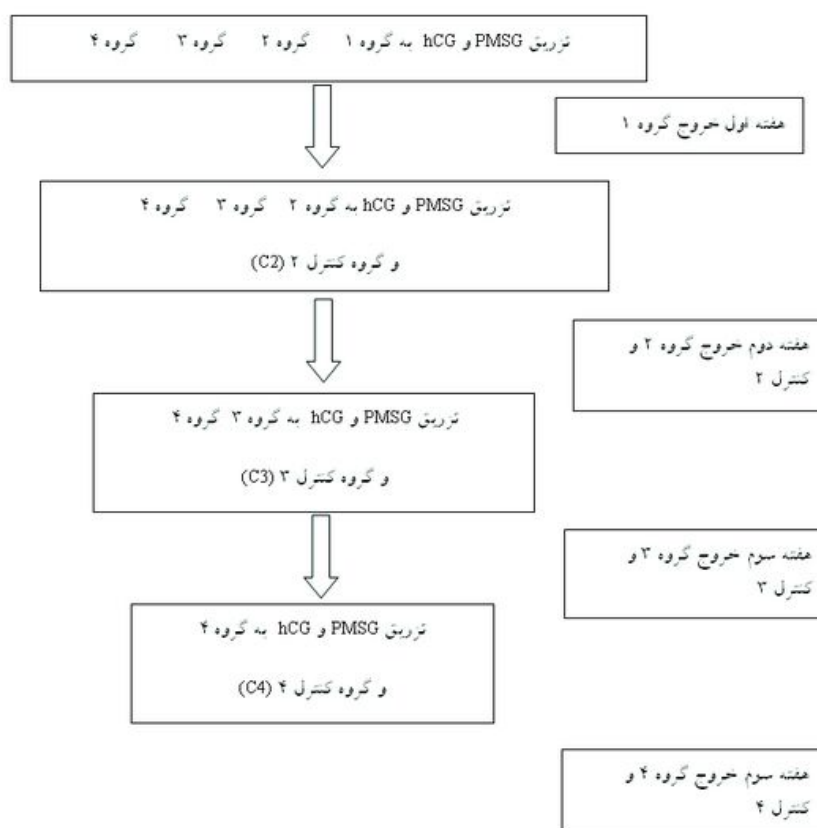 تزریق PMSG و hCG به گروه ۱ گروه ۲ گروه ۳ گروه ۴
هفته اول خروج گروه ۱
تزریق PMSG و hCG به گروه ۲ گروه ۳ گروه ۴
و گروه کنترل ۲ (C2)
هفته دوم خروج گروه ۲ و
کنترل ۲
تزریق PMSG و hCG به گروه ۳ گروه ۴
و گروه کنترل ۳ (C3)
هفته سوم خروج گروه ۳ و
کنترل ۳
تزریق PMSG و hCG به گروه ۴
و گروه کنترل ۴ (C4)
هفته سوم خروج گروه ۴ و
کنترل ۴